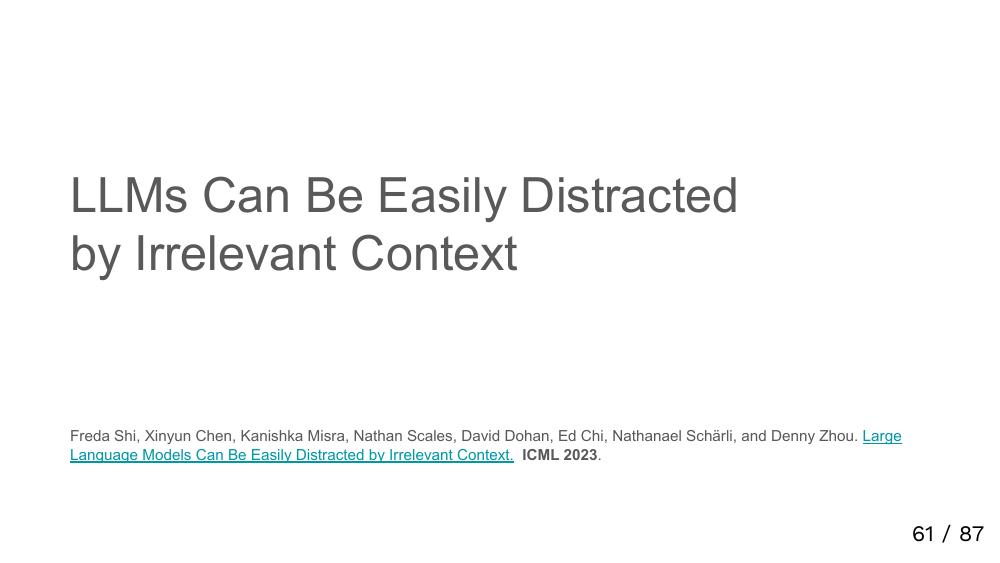 LLMs Can Be Easily Distracted
by Irrelevant Context
Freda Shi, Xinyun Chen, Kanishka Misra, Nathan Scales, David Dohan, Ed Chi, Nathanael Schärli, and Denny Zhou. Large
Language Models Can Be Easily Distracted by Irrelevant Context. ICML 2023.
61 / 87